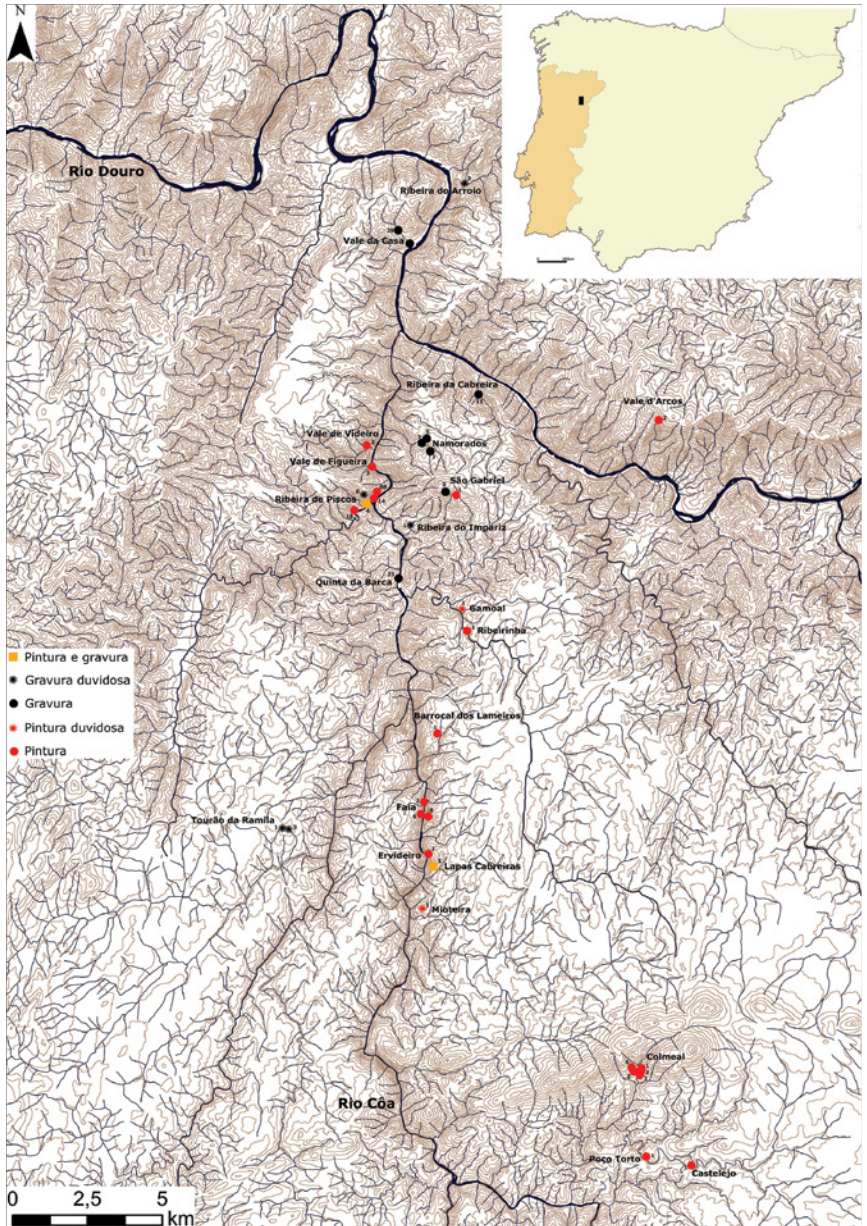 N
Rio Douro
Ribeira do Arroio
Vale da Casa
Ribeira da Cabreira
Vale d'Arcos
Vale de Videiro
Namorados
Vale de Figueira
São Gabriel
Ribeira de Piscos
Ribeira do Impariz
Quinta da Barca
Gamoal
Ribeirinha
Pintura e gravura
Gravura duvidosa
Gravura
Pintura duvidosa
Pintura
Barrocal dos Lameiros
Faia
Tourão da Ramila
Ervideiro
Lapas Cabreiras
Mioteira
Colmeal
Rio Côa
Poço Torto
Castelejo
0 2,5 5
km